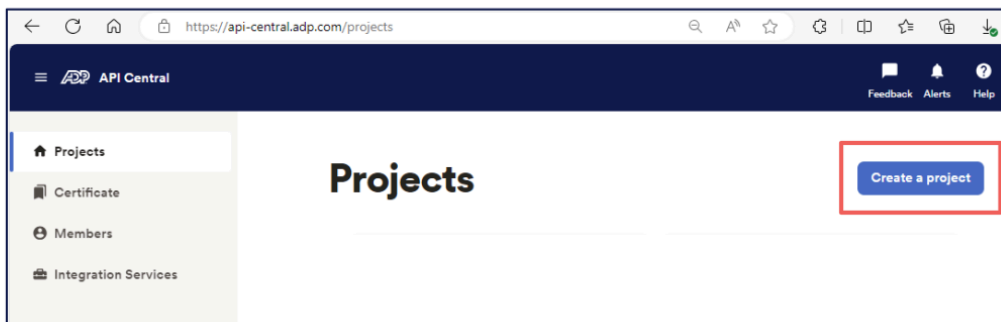 https://api-central.adp.com/projects
ADP API Central
Feedback Alerts Help
Projects
Certificate
Members
Integration Services
Projects
Create a project